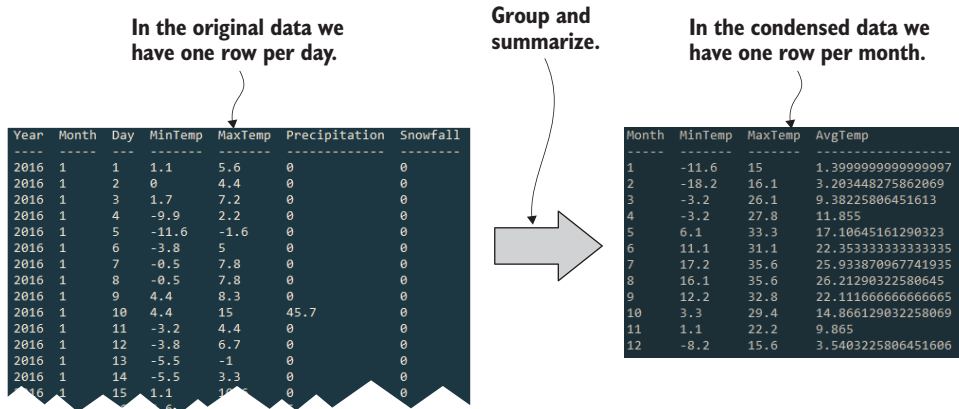 In the original data we
have one row per day.
Group and
summarize.
In the condensed data we
have one row per month.
Year Month Day MinTemp MaxTemp Precipitation Snowfall
---- ----- --- ------- ------- ------------- --------
2016 1 1 1.1 5.6 0 0
2016 1 2 0 4.4 0 0
2016 1 3 1.7 7.2 0 0
2016 1 4 -9.9 2.2 0 0
2016 1 5 -11.6 -1.6 0 0
2016 1 6 -3.8 5 0 0
2016 1 7 -0.5 7.8 0 0
2016 1 8 -0.5 7.8 0 0
2016 1 9 4.4 8.3 0 0
2016 1 10 4.4 15 45.7 0
2016 1 11 -3.2 4.4 0 0
2016 1 12 -3.8 6.7 0 0
2016 1 13 -5.5 -1 0 0
2016 1 14 -5.5 3.3 0 0
1 15 1.1 0 0
Month MinTemp MaxTemp AvgTemp
----- ------- ------- ------------------
1 -11.6 15 1.3999999999999997
2 -18.2 16.1 3.203448275862069
3 -3.2 26.1 9.38225806451613
4 -3.2 27.8 11.855
5 6.1 33.3 17.10645161290323
6 11.1 31.1 22.353333333333335
7 17.2 35.6 25.933870967741935
8 16.1 35.6 26.21290322580645
9 12.2 32.8 22.111666666666665
10 3.3 29.4 14.866129032258069
11 1.1 22.2 9.865
12 -8.2 15.6 3.5403225806451606